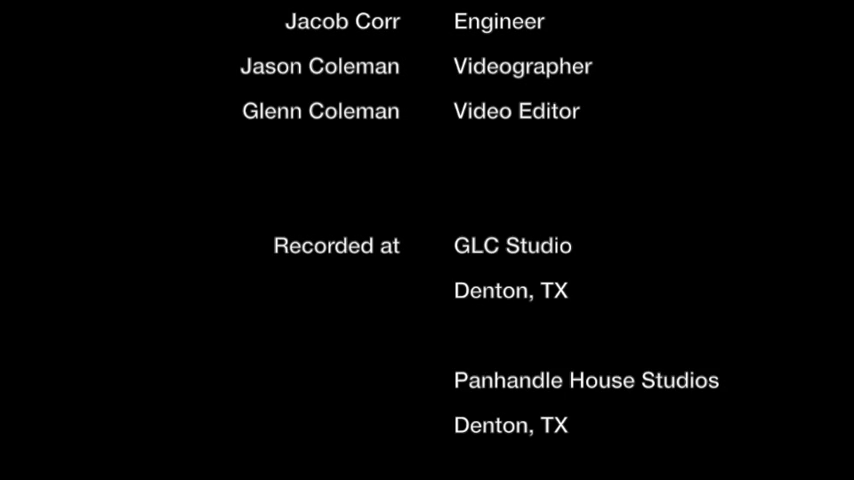 Jacob Corr Engineer
Jason Coleman Videographer
Glenn Coleman Video Editor
Recorded at GLC Studio
Denton, TX
Panhandle House Studios
Denton, TX